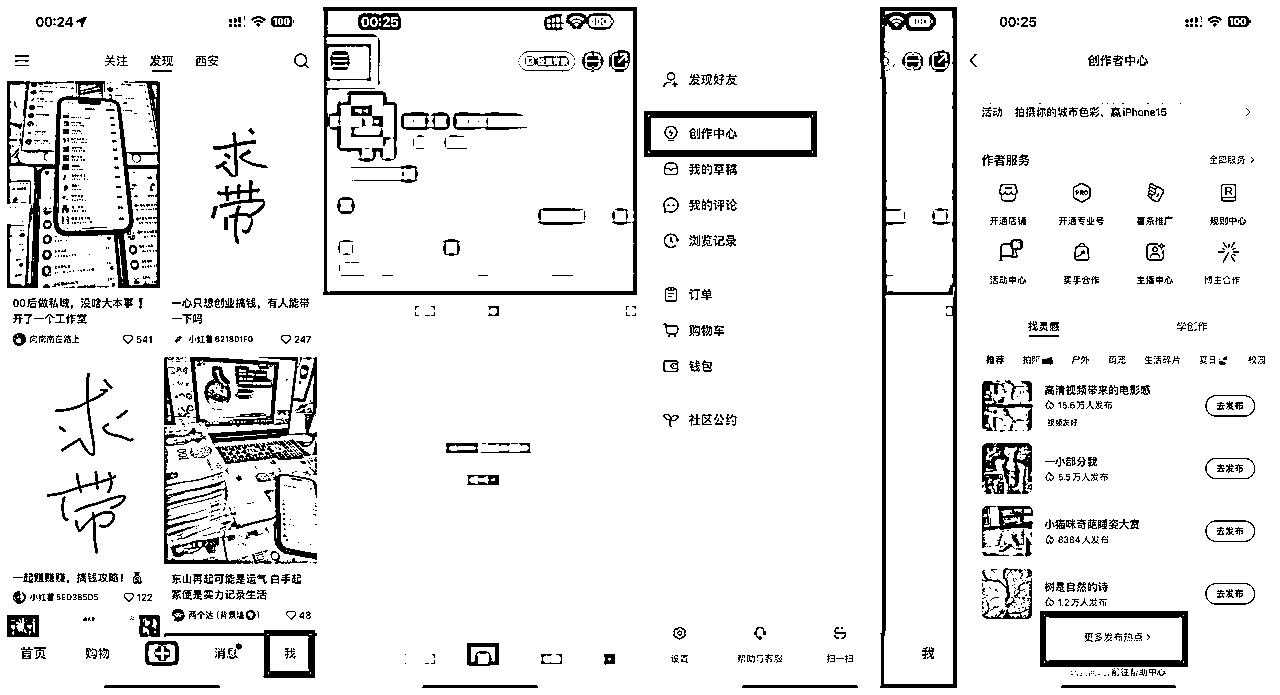 00:24
100
关注 发现 西安
求
带
00后做私域，没啥大本事！
开了一个工作室
向南南在路上 541
一心只想创业搞钱，有人能带
一下吗
小红薯621801F0 247
求
带
一起赚赚赚，搞钱攻略！
小红薯5ED385D5 122
东山再起可能是运气 白手起
家便是实力记录生活
两个达（背景墙） 48
首页 购物 消息 我
00:25
发现好友
创作中心
我的草稿
我的评论
浏览记录
订单
购物车
钱包
社区公约
设置 帮助与客服 扫一扫
我
00:25
100
创作者中心
活动 拍摄你的城市色彩、赢iPhone15
作者服务 全部服务
开通店铺 开通专业号 薯条推广 规则中心
活动中心 买手合作 主播中心 博主合作
找灵感 学创作
推荐 拍照 户外 萌宠 生活碎片 夏日 校园
高清视频带来的电影感
15.6万人发布
视频友好
去发布
一小部分我
5.5万人发布
去发布
小猫咪奇葩睡姿大赏
8384人发布
去发布
树是自然的诗
1.2万人发布
去发布
更多发布热点
前往帮助中心